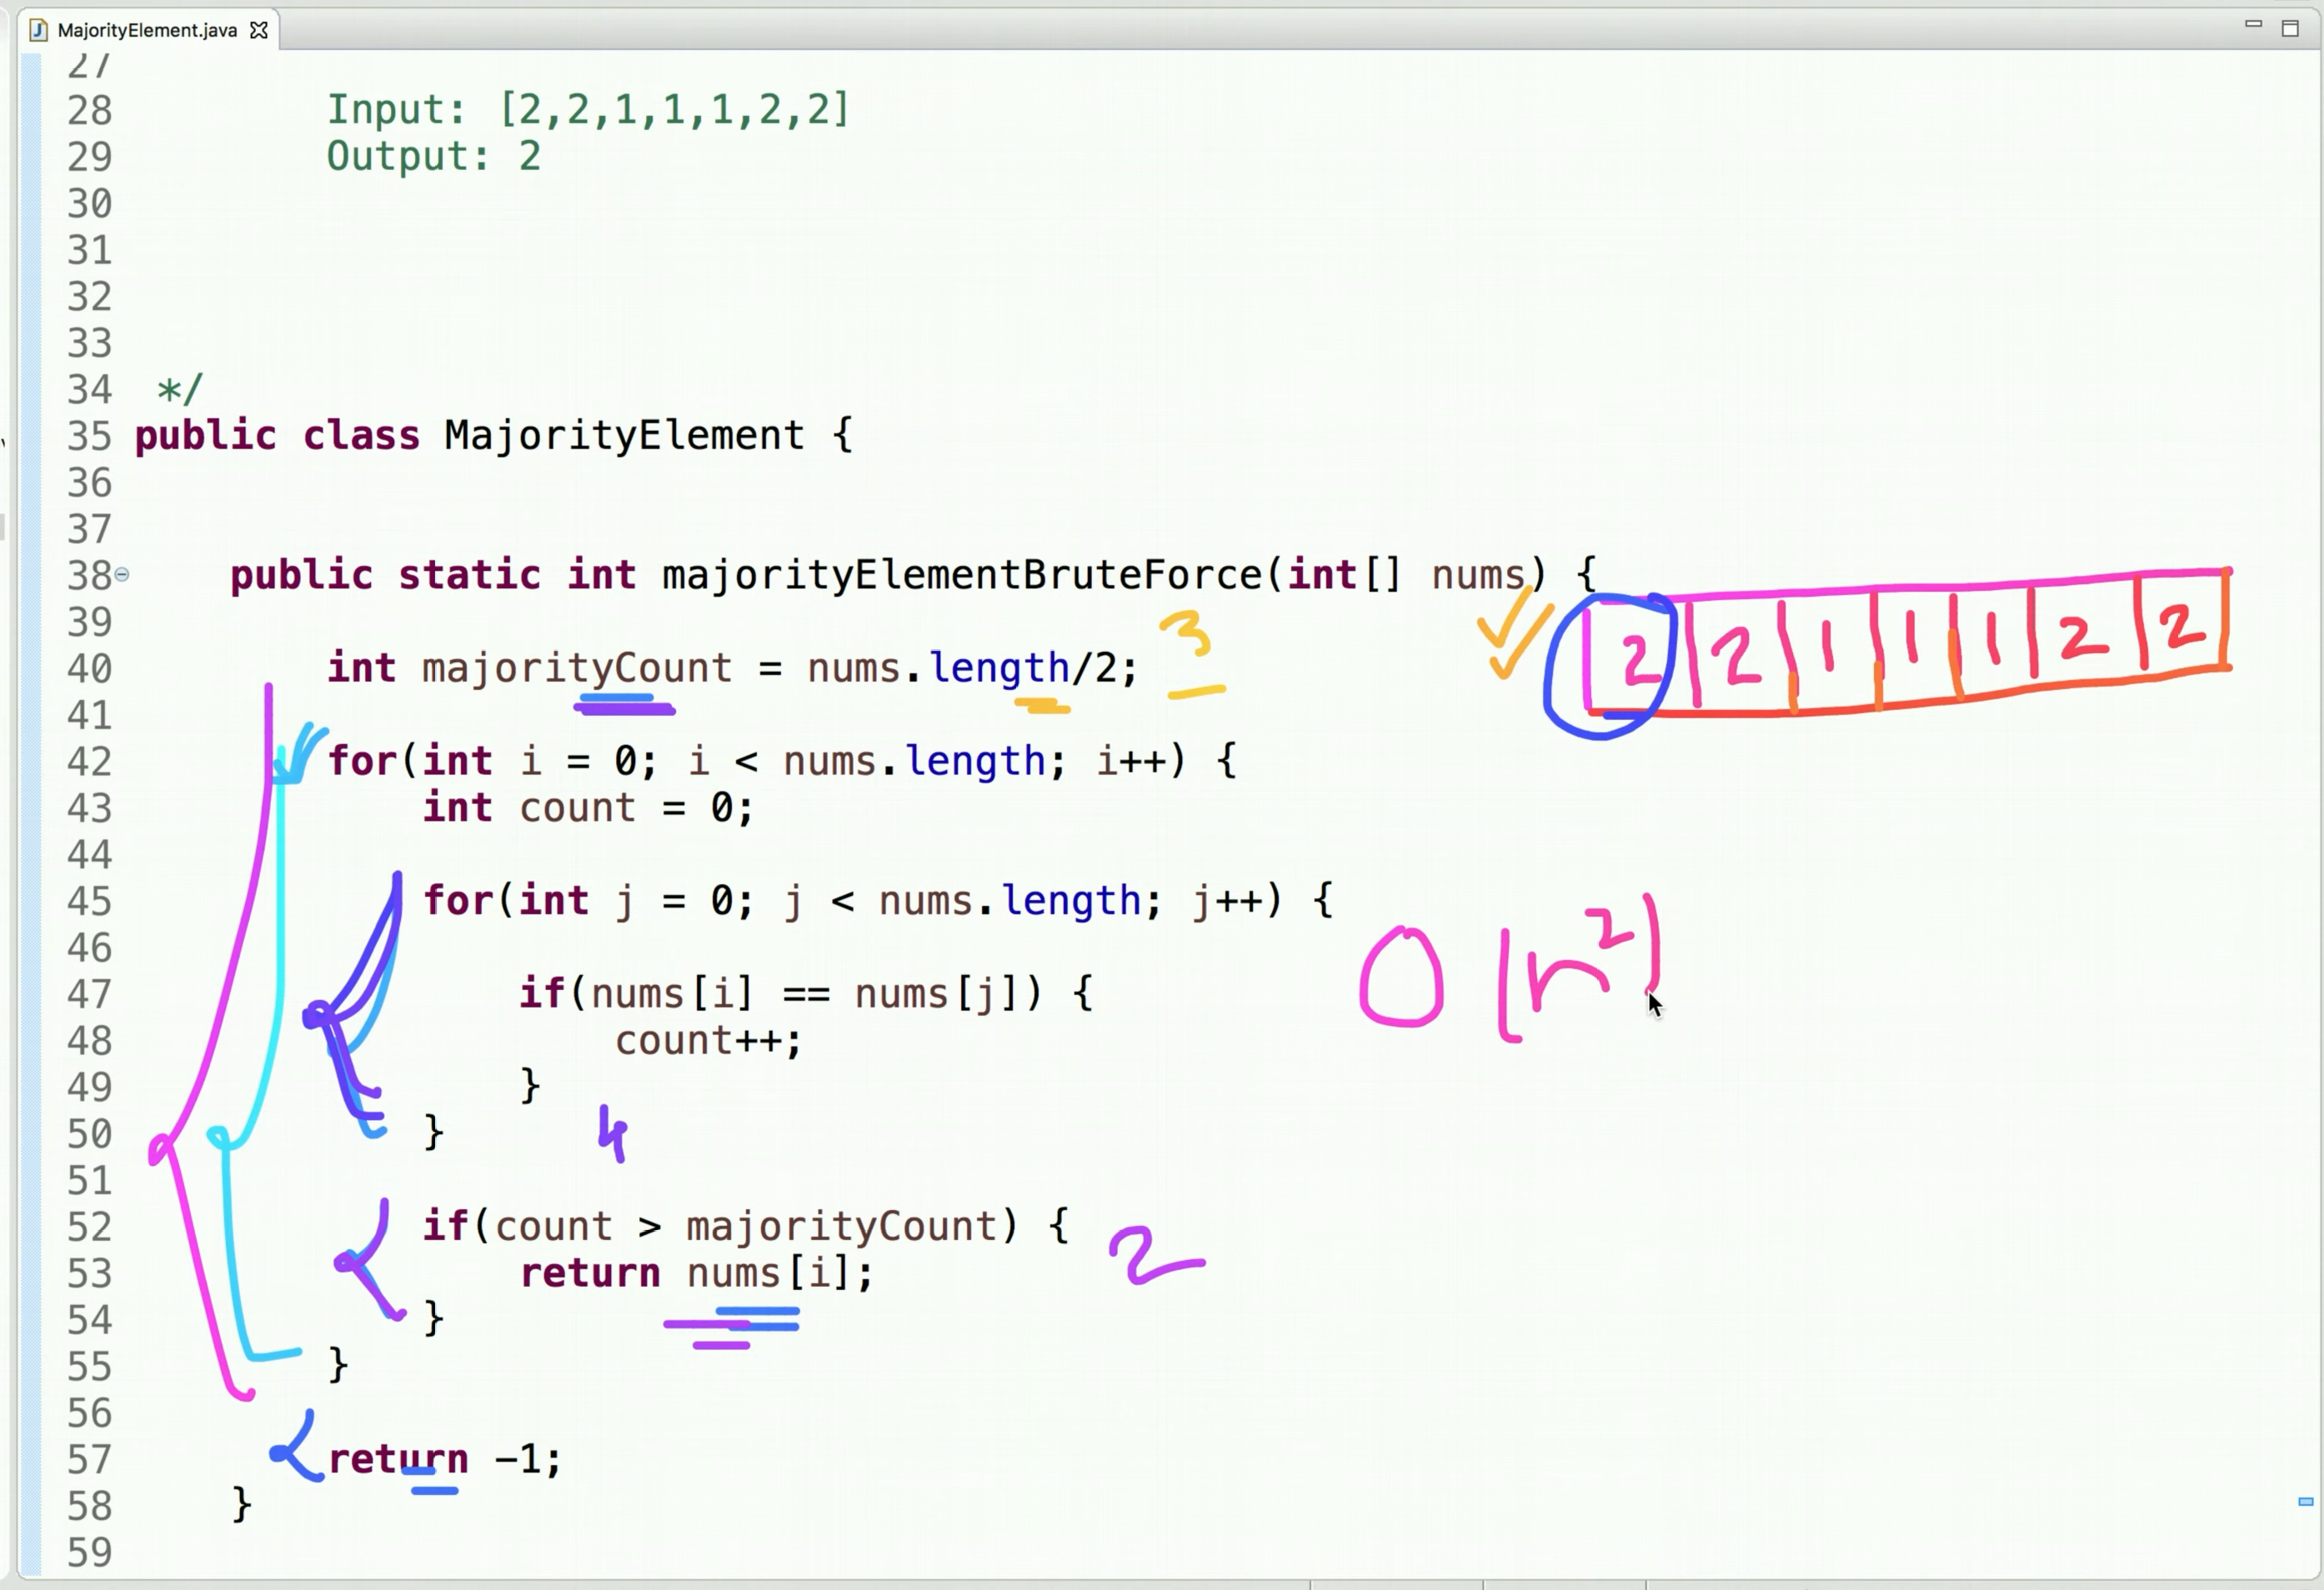 MajorityElement.java
27
28 Input: [2,2,1,1,1,2,2]
29 Output: 2
30
31
32
33
34 */
35 public class MajorityElement {
36
37
38 public static int majorityElementBruteForce(int[] nums) {
39 3 2 2 1 1 1 2 2
40 int majorityCount = nums.length/2;
41
42 for(int i = 0; i < nums.length; i++) {
43 int count = 0;
44
45 for(int j = 0; j < nums.length; j++) {
46
47 if(nums[i] == nums[j]) { O(n²)
48 count++;
49 }
50 } 4
51
52 if(count > majorityCount) { 2
53 return nums[i];
54 }
55 }
56
57 return -1;
58 }
59